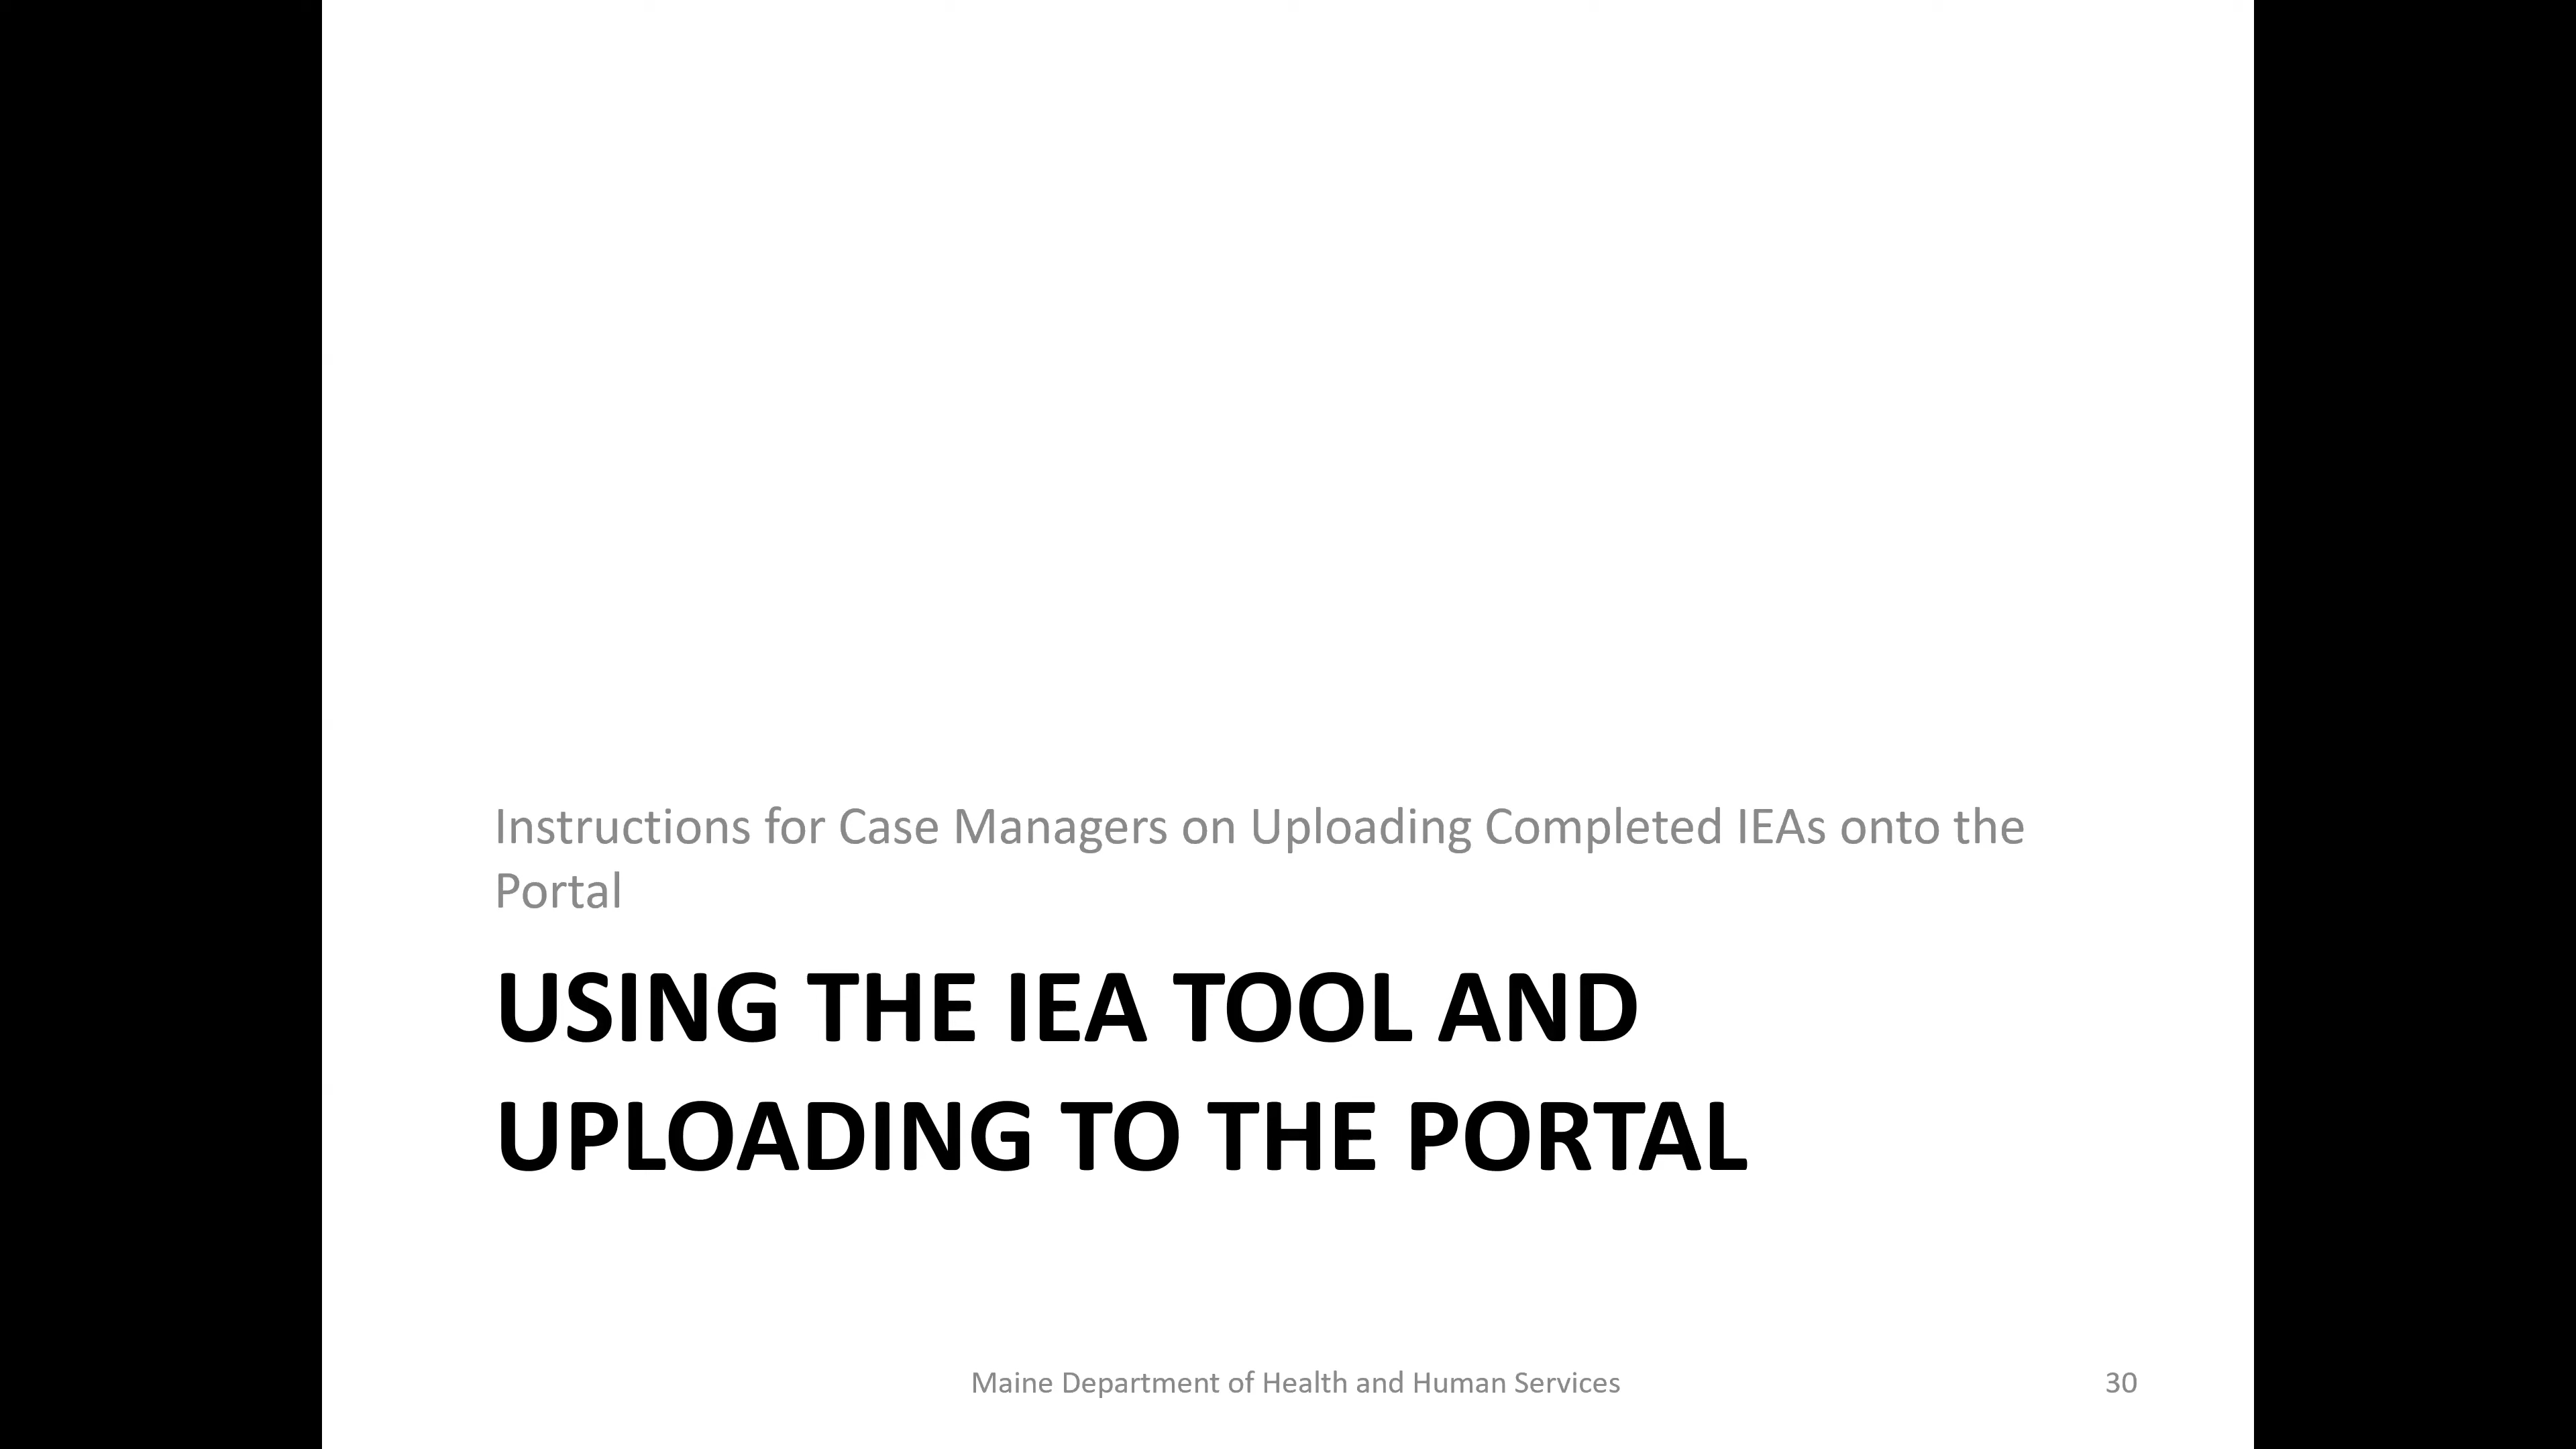 Instructions for Case Managers on Uploading Completed IEAs onto the
Portal
USING THE IEA TOOL AND
UPLOADING TO THE PORTAL
Maine Department of Health and Human Services
30